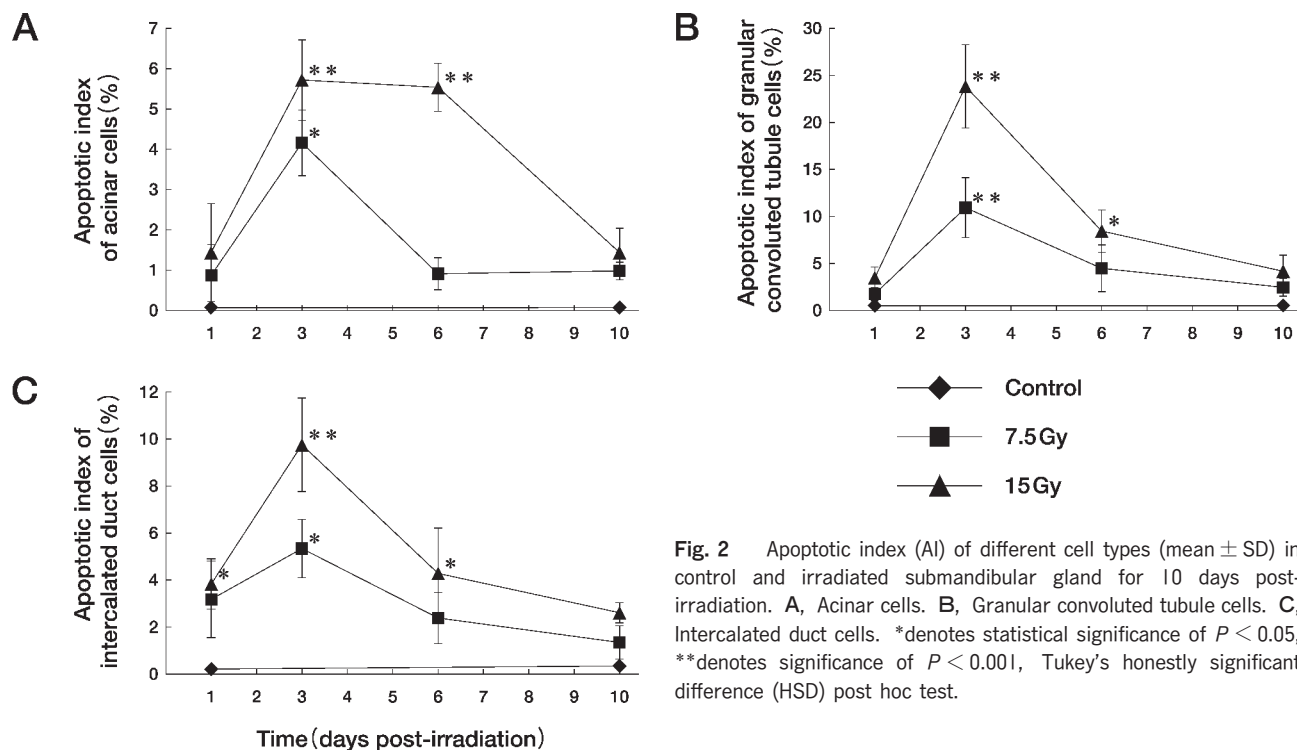 A
Apoptotic index
of acinar cells(%)
7
6
5
4
3
2
1
0
**
**
*
1 2 3 4 5 6 7 8 9 10
B
Apoptotic index of granular
convoluted tubule cells(%)
30
25
20
15
10
5
0
**
**
*
1 2 3 4 5 6 7 8 9 10
C
Apoptotic index of
intercalated duct cells(%)
12
10
8
6
4
2
0
**
*
*
*
1 2 3 4 5 6 7 8 9 10
Time(days post-irradiation)
Control
7.5Gy
15Gy
Fig. 2 Apoptotic index (AI) of different cell types (mean ± SD) in
control and irradiated submandibular gland for 10 days post-
irradiation. A, Acinar cells. B, Granular convoluted tubule cells. C,
Intercalated duct cells. *denotes statistical significance of P < 0.05,
**denotes significance of P < 0.001, Tukey's honestly significant
difference (HSD) post hoc test.